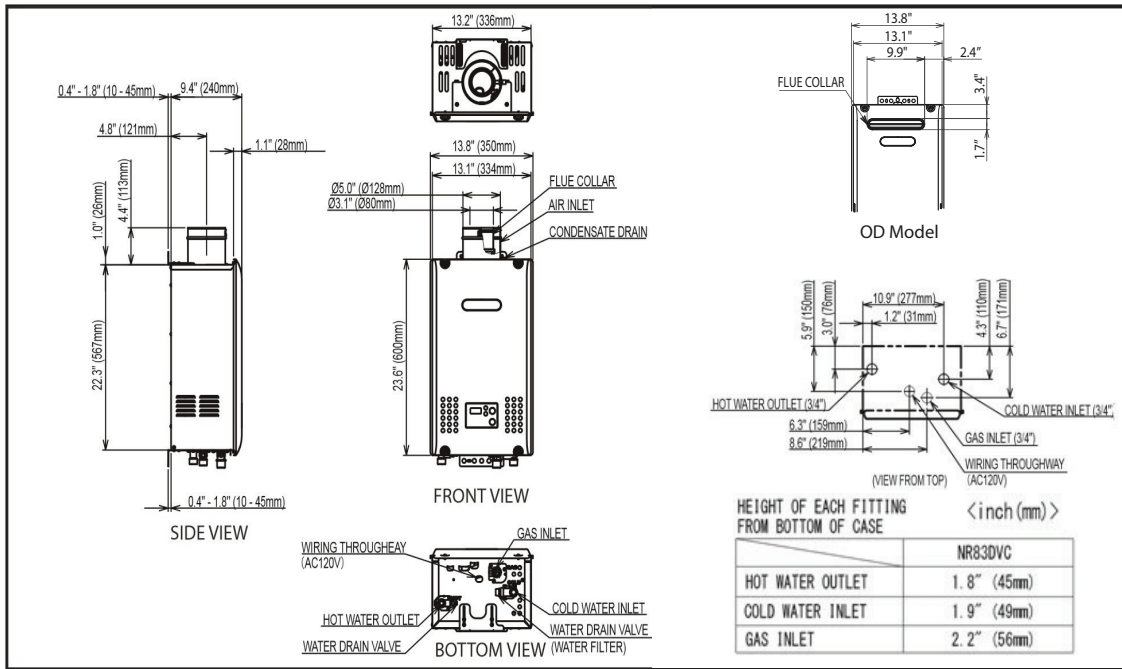 0.4" - 1.8" (10 - 45mm)
9.4" (240mm)
4.8" (121mm)
1.1" (28mm)
1.0" (26mm)
4.4" (113mm)
22.3" (567mm)
0.4" - 1.8" (10 - 45mm)
SIDE VIEW
13.2" (336mm)
13.8" (350mm)
13.1" (334mm)
Ø5.0" (Ø128mm)
Ø3.1" (Ø80mm)
FLUE COLLAR
AIR INLET
CONDENSATE DRAIN
23.6" (600mm)
FRONT VIEW
WIRING THROUGHEAY
(AC120V)
GAS INLET
HOT WATER OUTLET
WATER DRAIN VALVE
COLD WATER INLET
WATER DRAIN VALVE
(WATER FILTER)
BOTTOM VIEW
13.8"
13.1"
9.9"
2.4"
FLUE COLLAR
3.4"
1.7"
OD Model
5.9" (150mm)
3.0" (76mm)
10.9" (277mm)
1.2" (31mm)
4.3" (110mm)
6.7" (171mm)
HOT WATER OUTLET (3/4")
COLD WATER INLET (3/4")
6.3" (159mm)
GAS INLET (3/4")
8.6" (219mm)
WIRING THROUGHWAY
(AC120V)
(VIEW FROM TOP)
HEIGHT OF EACH FITTING
FROM BOTTOM OF CASE
<inch(mm)>
NR83DVC
HOT WATER OUTLET 1.8" (45mm)
COLD WATER INLET 1.9" (49mm)
GAS INLET 2.2" (56mm)